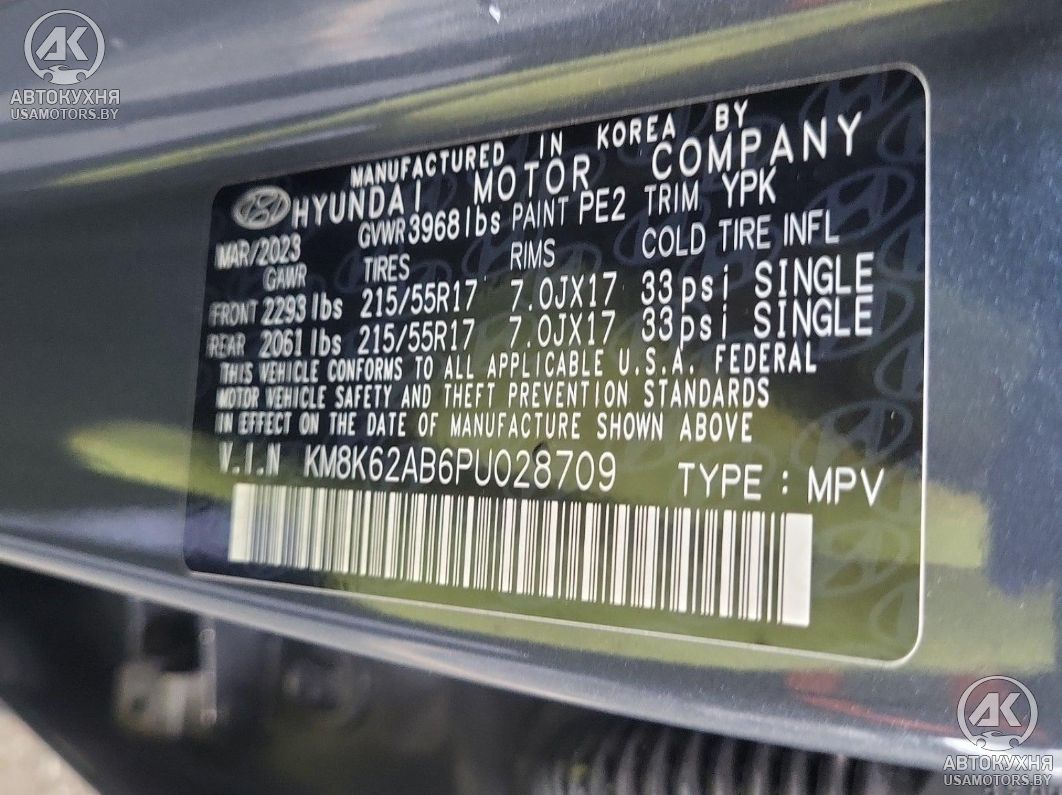 AK
АВТОКУХНЯ
USAMOTORS.BY
MANUFACTURED IN KOREA BY
HYUNDAI MOTOR COMPANY
MAR/2023 GVWR 3968 lbs PAINT PE2 TRIM YPK
GAWR TIRES RIMS COLD TIRE INFL
FRONT 2293 lbs 215/55R17 7.0JX17 33psi SINGLE
REAR 2061 lbs 215/55R17 7.0JX17 33psi SINGLE
THIS VEHICLE CONFORMS TO ALL APPLICABLE U.S.A. FEDERAL
MOTOR VEHICLE SAFETY AND THEFT PREVENTION STANDARDS
IN EFFECT ON THE DATE OF MANUFACTURE SHOWN ABOVE
V.I.N KM8K62AB6PU028709 TYPE : MPV
AK
АВТОКУХНЯ
USAMOTORS.BY